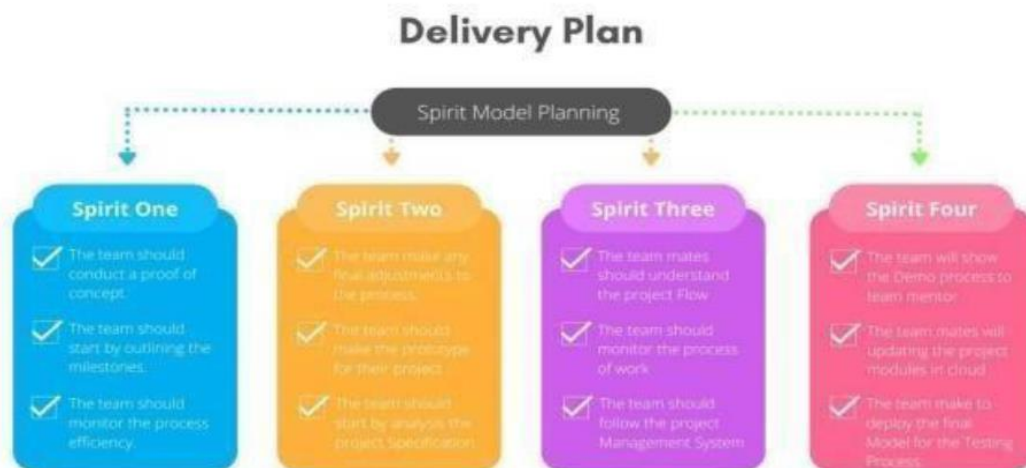 Delivery Plan
Spirit Model Planning
Spirit One
The team should
conduct a proof of
concept.
The team should
start by outlining the
milestories.
The team should
monitor the process
efficiency.
Spirit Two
The team make any
final adjustments to
the process.
The team should
make the prototype
for their project
The team should
start by analysis the
project Specification
Spirit Three
The team mates
should understand
the project Flow
The team should
monitor the process
of work
The team should
follow the project
Management System
Spirit Four
The team will show
the Demo process to
team mentor
The team mates will
updating the project
modules in cloud
The team make to
deploy the final
Model for the Testing
Process